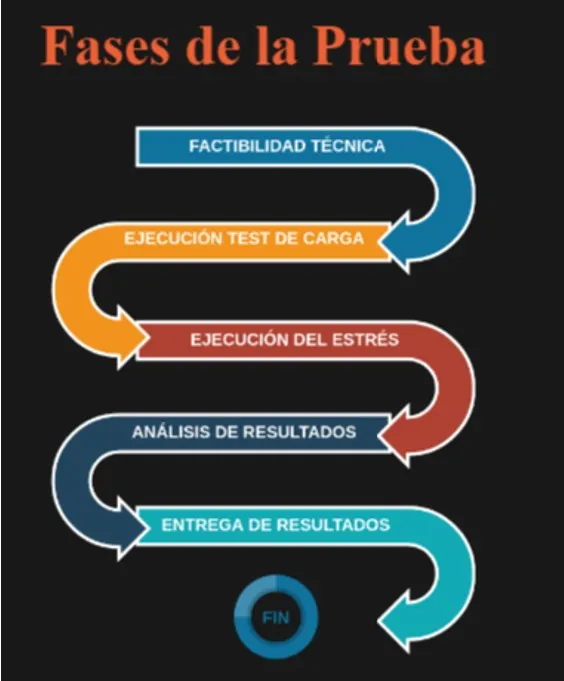 Fases de la Prueba
FACTIBILIDAD TÉCNICA
EJECUCIÓN TEST DE CARGA
EJECUCIÓN DEL ESTRÉS
ANÁLISIS DE RESULTADOS
ENTREGA DE RESULTADOS
FIN